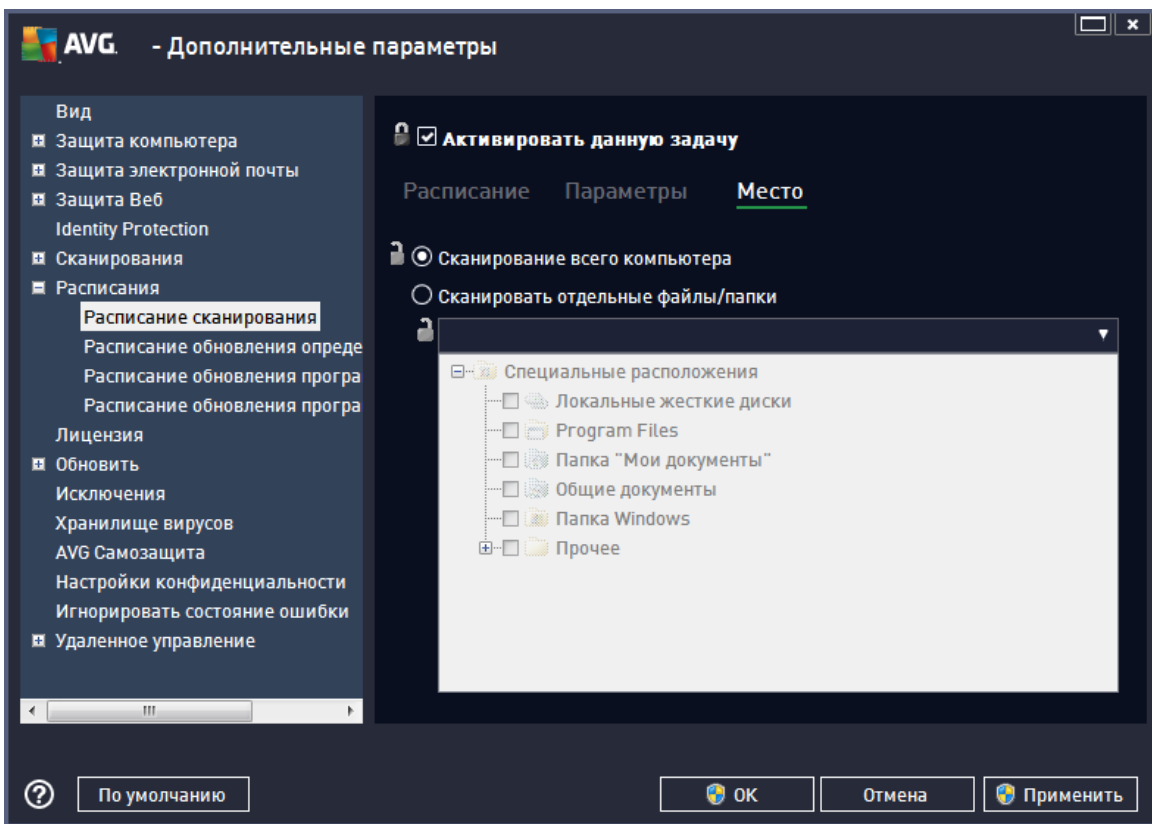 AVG. - Дополнительные параметры
Вид
Защита компьютера
Защита электронной почты
Защита Веб
Identity Protection
Сканирования
Расписания
Расписание сканирования
Расписание обновления опреде
Расписание обновления програ
Расписание обновления програ
Лицензия
Обновить
Исключения
Хранилище вирусов
AVG Самозащита
Настройки конфиденциальности
Игнорировать состояние ошибки
Удаленное управление
Активировать данную задачу
Расписание Параметры Место
Сканирование всего компьютера
Сканировать отдельные файлы/папки
Специальные расположения
Локальные жесткие диски
Program Files
Папка "Мои документы"
Общие документы
Папка Windows
Прочее
По умолчанию OK Отмена Применить